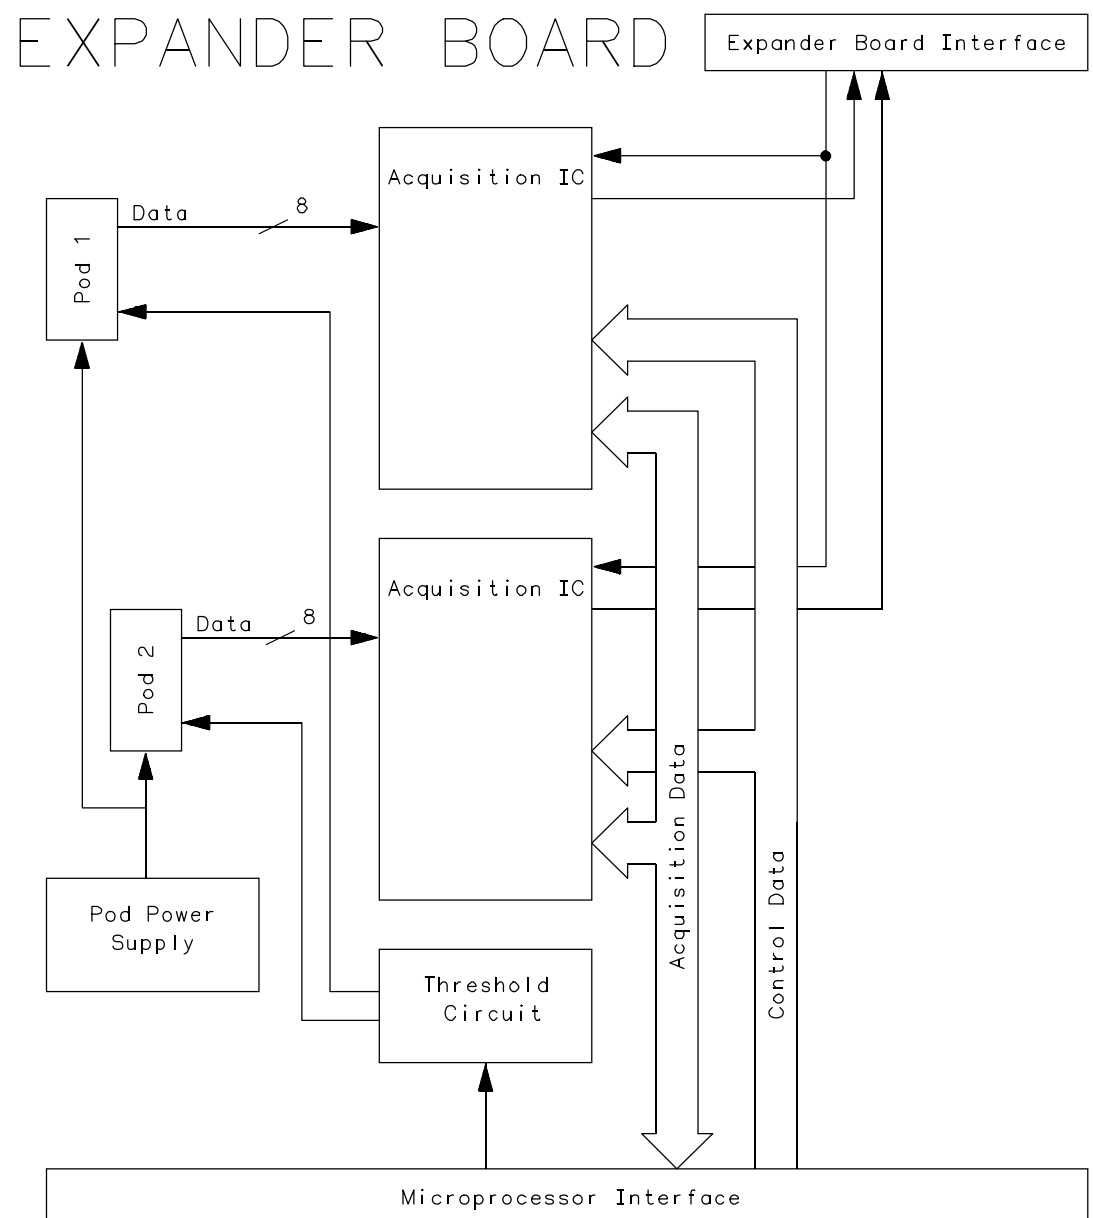 EXPANDER BOARD
Expander Board Interface
Acquisition IC
Data
8
Pod 1
Acquisition IC
Data
8
Pod 2
Acquisition Data
Control Data
Pod Power
Supply
Threshold
Circuit
Microprocessor Interface